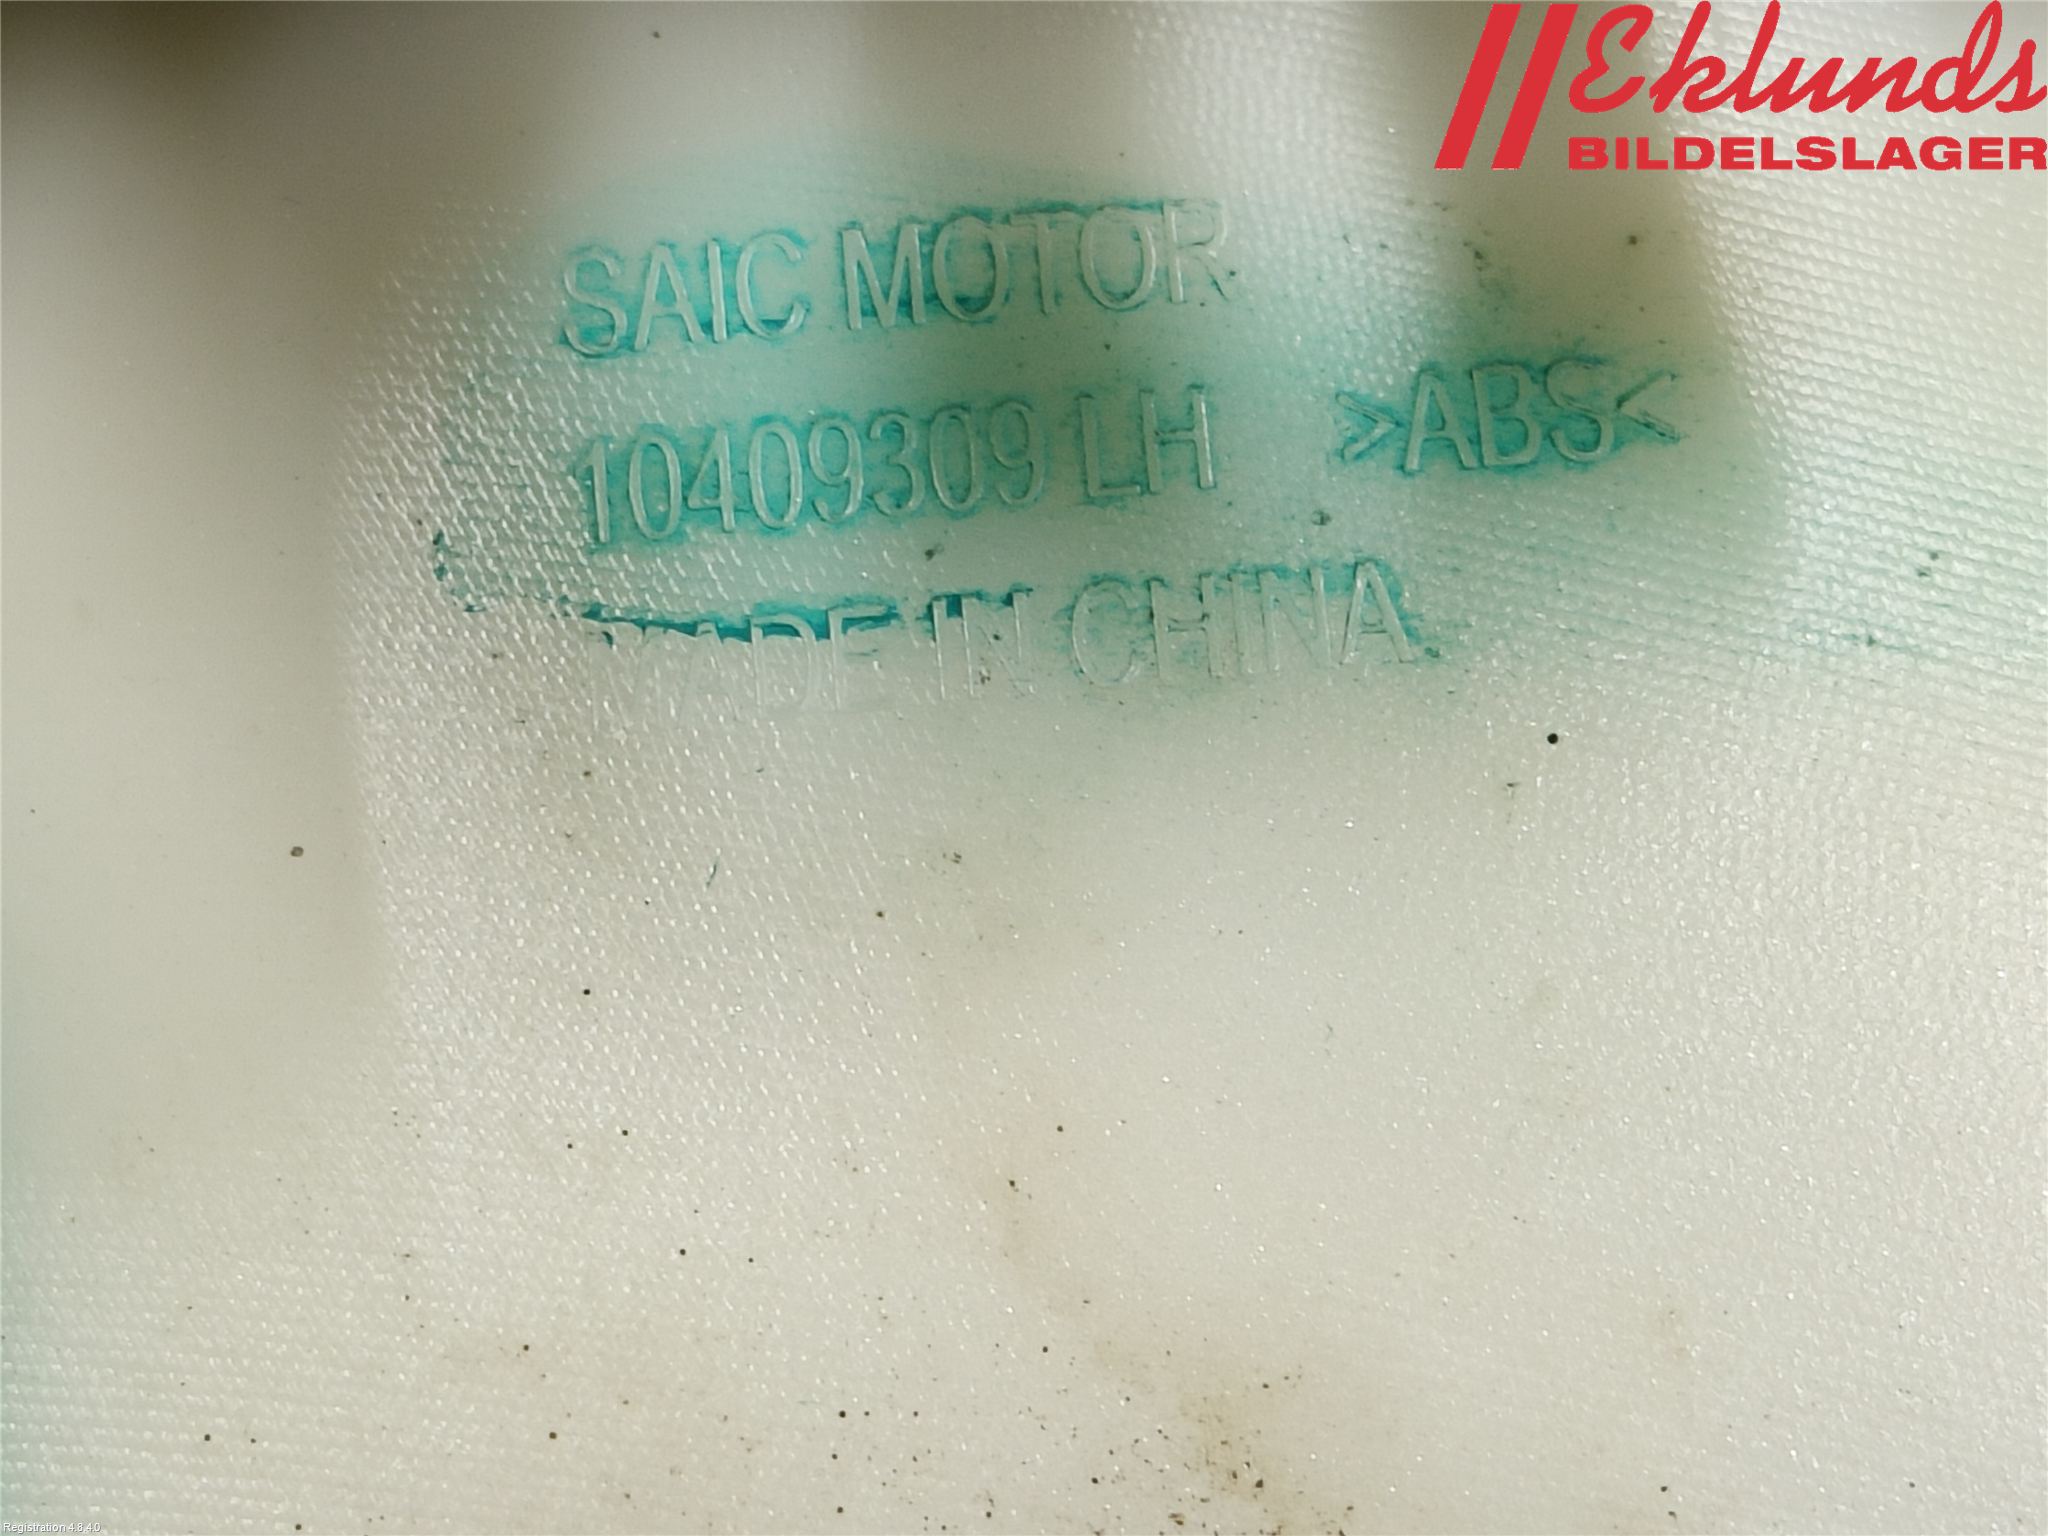 Eklunds
BILDELSLAGER
SAIC MOTOR
10409309 LH >ABS<
MADE IN CHINA
Registration 4.8.4.0